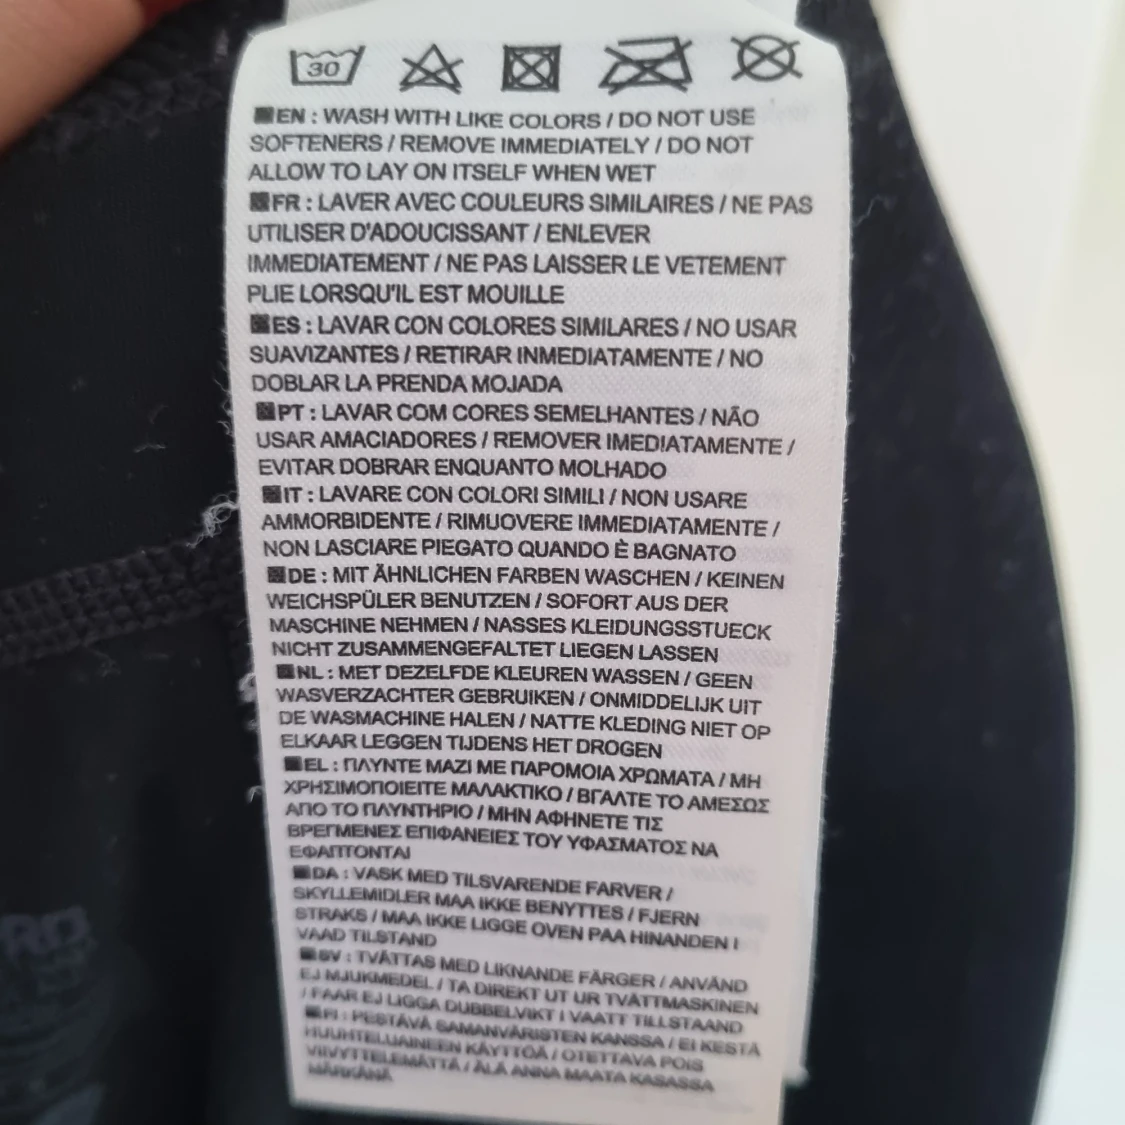 30
EN : WASH WITH LIKE COLORS / DO NOT USE
SOFTENERS / REMOVE IMMEDIATELY / DO NOT
ALLOW TO LAY ON ITSELF WHEN WET
FR : LAVER AVEC COULEURS SIMILAIRES / NE PAS
UTILISER D'ADOUCISSANT / ENLEVER
IMMEDIATEMENT / NE PAS LAISSER LE VETEMENT
PLIE LORSQU'IL EST MOUILLE
ES : LAVAR CON COLORES SIMILARES / NO USAR
SUAVIZANTES / RETIRAR INMEDIATAMENTE / NO
DOBLAR LA PRENDA MOJADA
PT : LAVAR COM CORES SEMELHANTES / NÃO
USAR AMACIADORES / REMOVER IMEDIATAMENTE /
EVITAR DOBRAR ENQUANTO MOLHADO
IT : LAVARE CON COLORI SIMILI / NON USARE
AMMORBIDENTE / RIMUOVERE IMMEDIATAMENTE /
NON LASCIARE PIEGATO QUANDO È BAGNATO
DE : MIT ÄHNLICHEN FARBEN WASCHEN / KEINEN
WEICHSPÜLER BENUTZEN / SOFORT AUS DER
MASCHINE NEHMEN / NASSES KLEIDUNGSSTUECK
NICHT ZUSAMMENGEFALTET LIEGEN LASSEN
NL : MET DEZELFDE KLEUREN WASSEN / GEEN
WASVERZACHTER GEBRUIKEN / ONMIDDELIJK UIT
DE WASMACHINE HALEN / NATTE KLEDING NIET OP
ELKAAR LEGGEN TIJDENS HET DROGEN
EL : ΠΛΥΝΤΕ ΜΑΖΙ ΜΕ ΠΑΡΟΜΟΙΑ ΧΡΩΜΑΤΑ / ΜΗ
ΧΡΗΣΙΜΟΠΟΙΕΙΤΕ ΜΑΛΑΚΤΙΚΟ / ΒΓΑΛΤΕ ΤΟ ΑΜΕΣΩΣ
ΑΠΟ ΤΟ ΠΛΥΝΤΗΡΙΟ / ΜΗΝ ΑΦΗΝΕΤΕ ΤΙΣ
ΒΡΕΓΜΕΝΕΣ ΕΠΙΦΑΝΕΙΕΣ ΤΟΥ ΥΦΑΣΜΑΤΟΣ ΝΑ
ΕΦΑΠΤΟΝΤΑΙ
DA : VASK MED TILSVARENDE FARVER /
SKYLLEMIDLER MAA IKKE BENYTTES / FJERN
STRAKS / MAA IKKE LIGGE OVEN PAA HINANDEN I
VAAD TILSTAND
SV : TVÄTTAS MED LIKNANDE FÄRGER / ANVÄND
EJ MJUKMEDEL / TA DIREKT UT UR TVÄTTMASKINEN
/ FAAR EJ LIGGA DUBBELVIKT I VAATT TILLSTAAND
FI : PESTÄVÄ SAMANVÄRISTEN KANSSA / EI KESTÄ
HUUHTELUAINEEN KÄYTTÖÄ / OTETTAVA POIS
VIIVYTTELEMÄTTÄ / ÄLÄ ANNA MAATA KASASSA
MÄRKÄNÄ